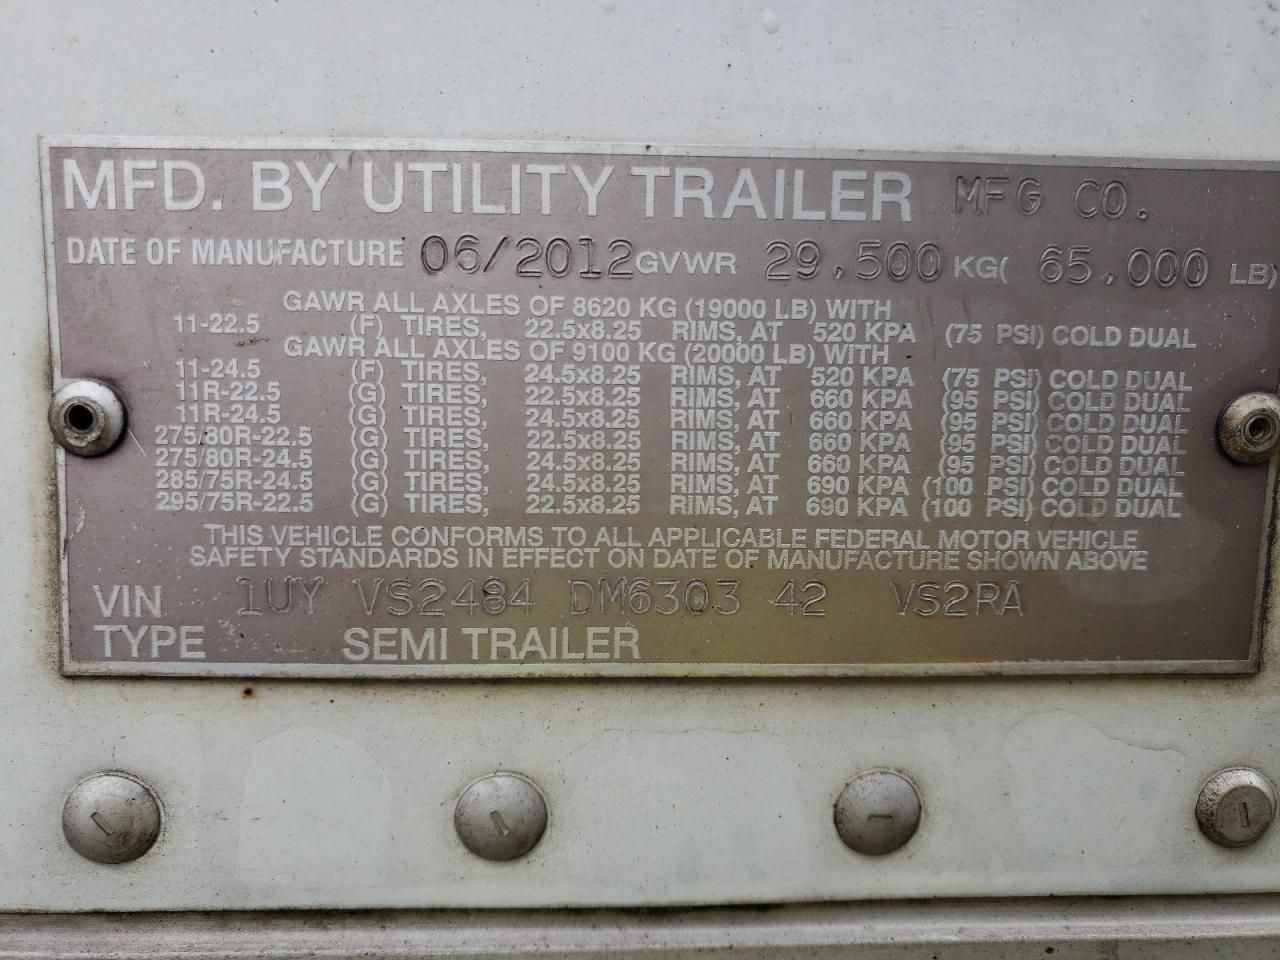 MFD. BY UTILITY TRAILER MFG CO.
DATE OF MANUFACTURE 06/2012 GVWR 29,500 KG( 65,000 LB)
GAWR ALL AXLES OF 8620 KG (19000 LB) WITH
11-22.5 (F) TIRES, 22.5x8.25 RIMS, AT 520 KPA (75 PSI) COLD DUAL
GAWR ALL AXLES OF 9100 KG (20000 LB) WITH
11-24.5 (F) TIRES, 24.5x8.25 RIMS, AT 520 KPA (75 PSI) COLD DUAL
11R-22.5 (G) TIRES, 22.5x8.25 RIMS, AT 660 KPA (95 PSI) COLD DUAL
11R-24.5 (G) TIRES, 24.5x8.25 RIMS, AT 660 KPA (95 PSI) COLD DUAL
275/80R-22.5 (G) TIRES, 22.5x8.25 RIMS, AT 660 KPA (95 PSI) COLD DUAL
275/80R-24.5 (G) TIRES, 24.5x8.25 RIMS, AT 660 KPA (95 PSI) COLD DUAL
285/75R-24.5 (G) TIRES, 24.5x8.25 RIMS, AT 690 KPA (100 PSI) COLD DUAL
295/75R-22.5 (G) TIRES, 22.5x8.25 RIMS, AT 690 KPA (100 PSI) COLD DUAL
THIS VEHICLE CONFORMS TO ALL APPLICABLE FEDERAL MOTOR VEHICLE
SAFETY STANDARDS IN EFFECT ON DATE OF MANUFACTURE SHOWN ABOVE
VIN 1UY VS2484 DM6303 42 VS2RA
TYPE SEMI TRAILER